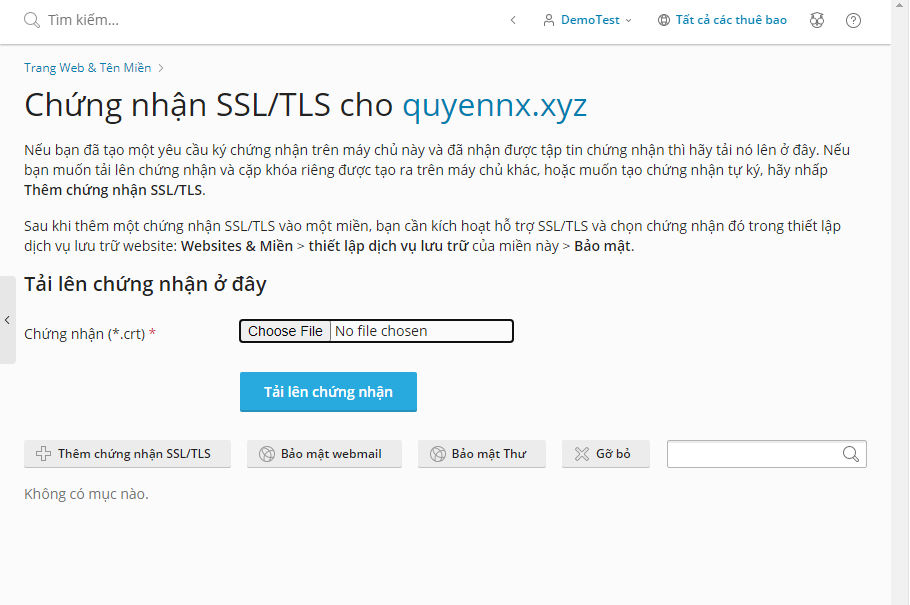 Tìm kiếm...
DemoTest
Tất cả các thuê bao
Trang Web & Tên Miền >
Chứng nhận SSL/TLS cho quyennx.xyz
Nếu bạn đã tạo một yêu cầu ký chứng nhận trên máy chủ này và đã nhận được tập tin chứng nhận thì hãy tải nó lên ở đây. Nếu
bạn muốn tải lên chứng nhận và cặp khóa riêng được tạo ra trên máy chủ khác, hoặc muốn tạo chứng nhận tự ký, hãy nhấp
Thêm chứng nhận SSL/TLS.
Sau khi thêm một chứng nhận SSL/TLS vào một miền, bạn cần kích hoạt hỗ trợ SSL/TLS và chọn chứng nhận đó trong thiết lập
dịch vụ lưu trữ website: Websites & Miền > thiết lập dịch vụ lưu trữ của miền này > Bảo mật.
Tải lên chứng nhận ở đây
Chứng nhận (*.crt) *
Choose File No file chosen
Tải lên chứng nhận
Thêm chứng nhận SSL/TLS
Bảo mật webmail
Bảo mật Thư
Gỡ bỏ
Không có mục nào.